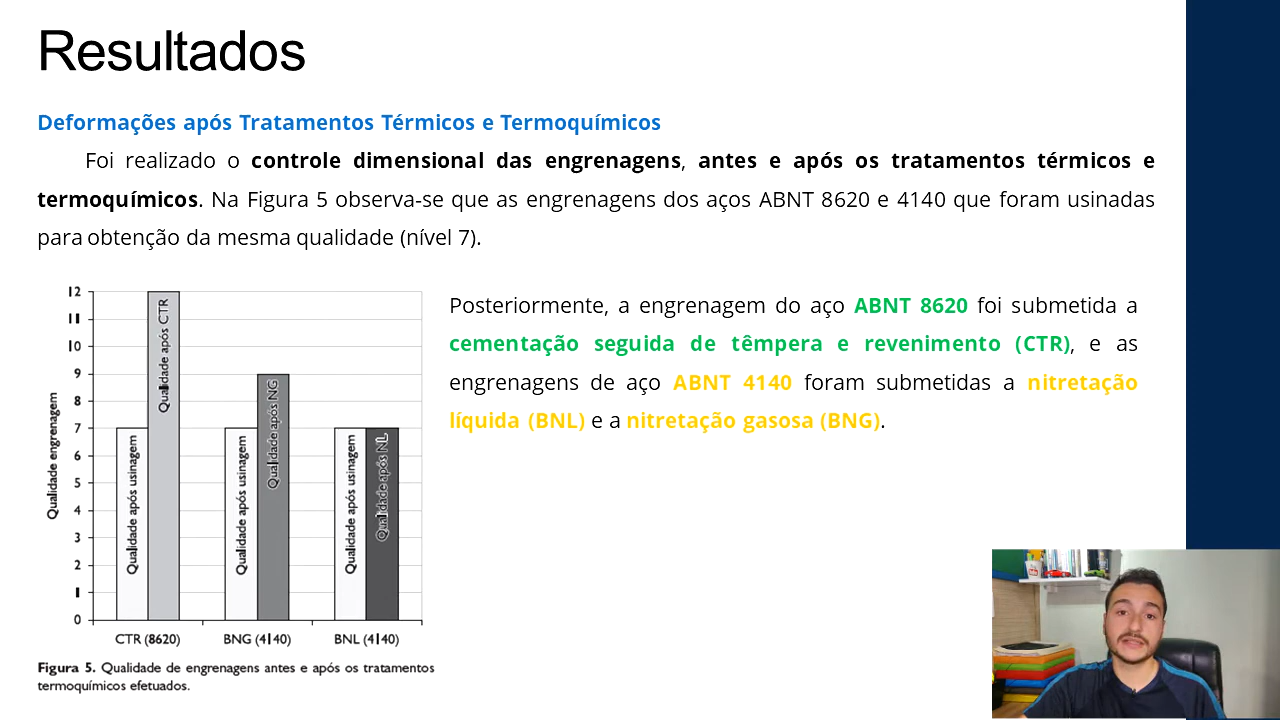 Resultados
Deformações após Tratamentos Térmicos e Termoquímicos
Foi realizado o controle dimensional das engrenagens, antes e após os tratamentos térmicos e
termoquímicos. Na Figura 5 observa-se que as engrenagens dos aços ABNT 8620 e 4140 que foram usinadas
para obtenção da mesma qualidade (nível 7).
Posteriormente, a engrenagem do aço ABNT 8620 foi submetida a
cementação seguida de têmpera e revenimento (CTR), e as
engrenagens de aço ABNT 4140 foram submetidas a nitretação
líquida (BNL) e a nitretação gasosa (BNG).
Qualidade engrenagem
12
11
10
9
8
7
6
5
4
3
2
1
0
Qualidade após usinagem
Qualidade após CTR
Qualidade após usinagem
Qualidade após NG
Qualidade após usinagem
Qualidade após NL
CTR (8620) BNG (4140) BNL (4140)
Figura 5. Qualidade de engrenagens antes e após os tratamentos
termoquímicos efetuados.